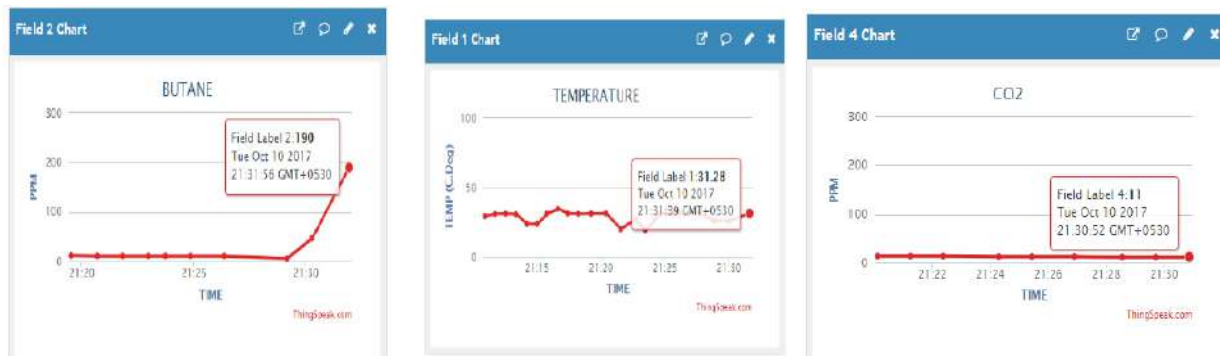 Field 2 Chart
BUTANE
300
200
100
0
PPM
Field Label 2:190
Tue Oct 10 2017
21:31:56 GMT+0530
21:20
21:25
21:30
TIME
ThingSpeak.com
Field 1 Chart
TEMPERATURE
100
50
0
TEMP (C.Deg)
Field Label 1:31.28
Tue Oct 10 2017
21:31:39 GMT+0530
21:15
21:20
21:25
21:30
TIME
ThingSpeak.com
Field 4 Chart
CO2
300
200
100
0
PPM
Field Label 4:11
Tue Oct 10 2017
21:30:52 GMT+0530
21:22
21:24
21:26
21:28
21:30
TIME
ThingSpeak.com